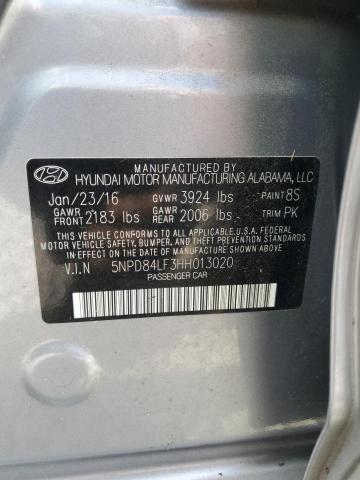 MANUFACTURED BY
HYUNDAI MOTOR MANUFACTURING ALABAMA, LLC
Jan/23/16 GVWR 3924 lbs PAINT 8S
GAWR FRONT 2183 lbs GAWR REAR 2006 lbs TRIM PK
THIS VEHICLE CONFORMS TO ALL APPLICABLE U.S.A. FEDERAL
MOTOR VEHICLE SAFETY, BUMPER, AND THEFT PREVENTION STANDARDS
IN EFFECT ON THE DATE OF MANUFACTURE SHOWN ABOVE.
V.I.N 5NPD84LF3HH013020
PASSENGER CAR